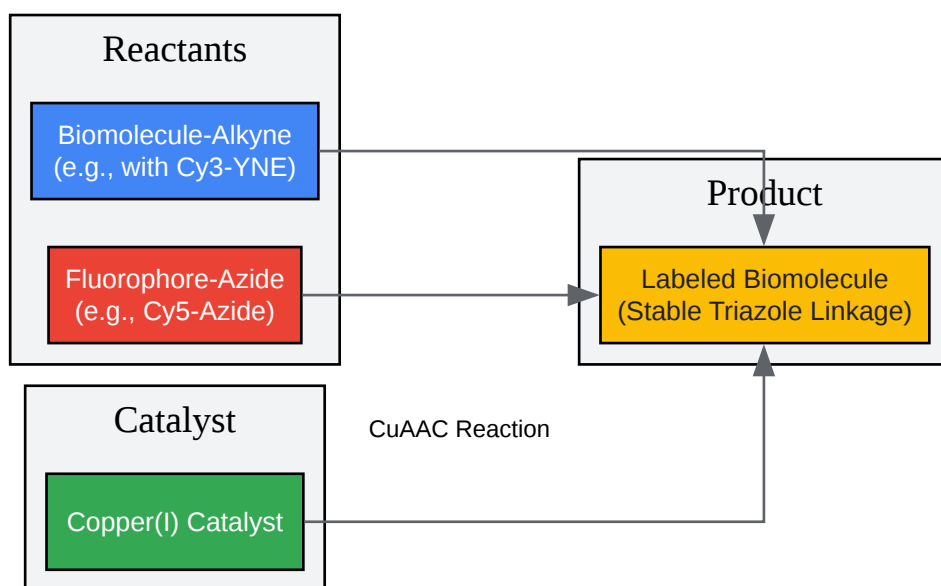 Reactants
Biomolecule-Alkyne
(e.g., with Cy3-YNE)
Fluorophore-Azide
(e.g., Cy5-Azide)
Product
Labeled Biomolecule
(Stable Triazole Linkage)
Catalyst
CuAAC Reaction
Copper(I) Catalyst